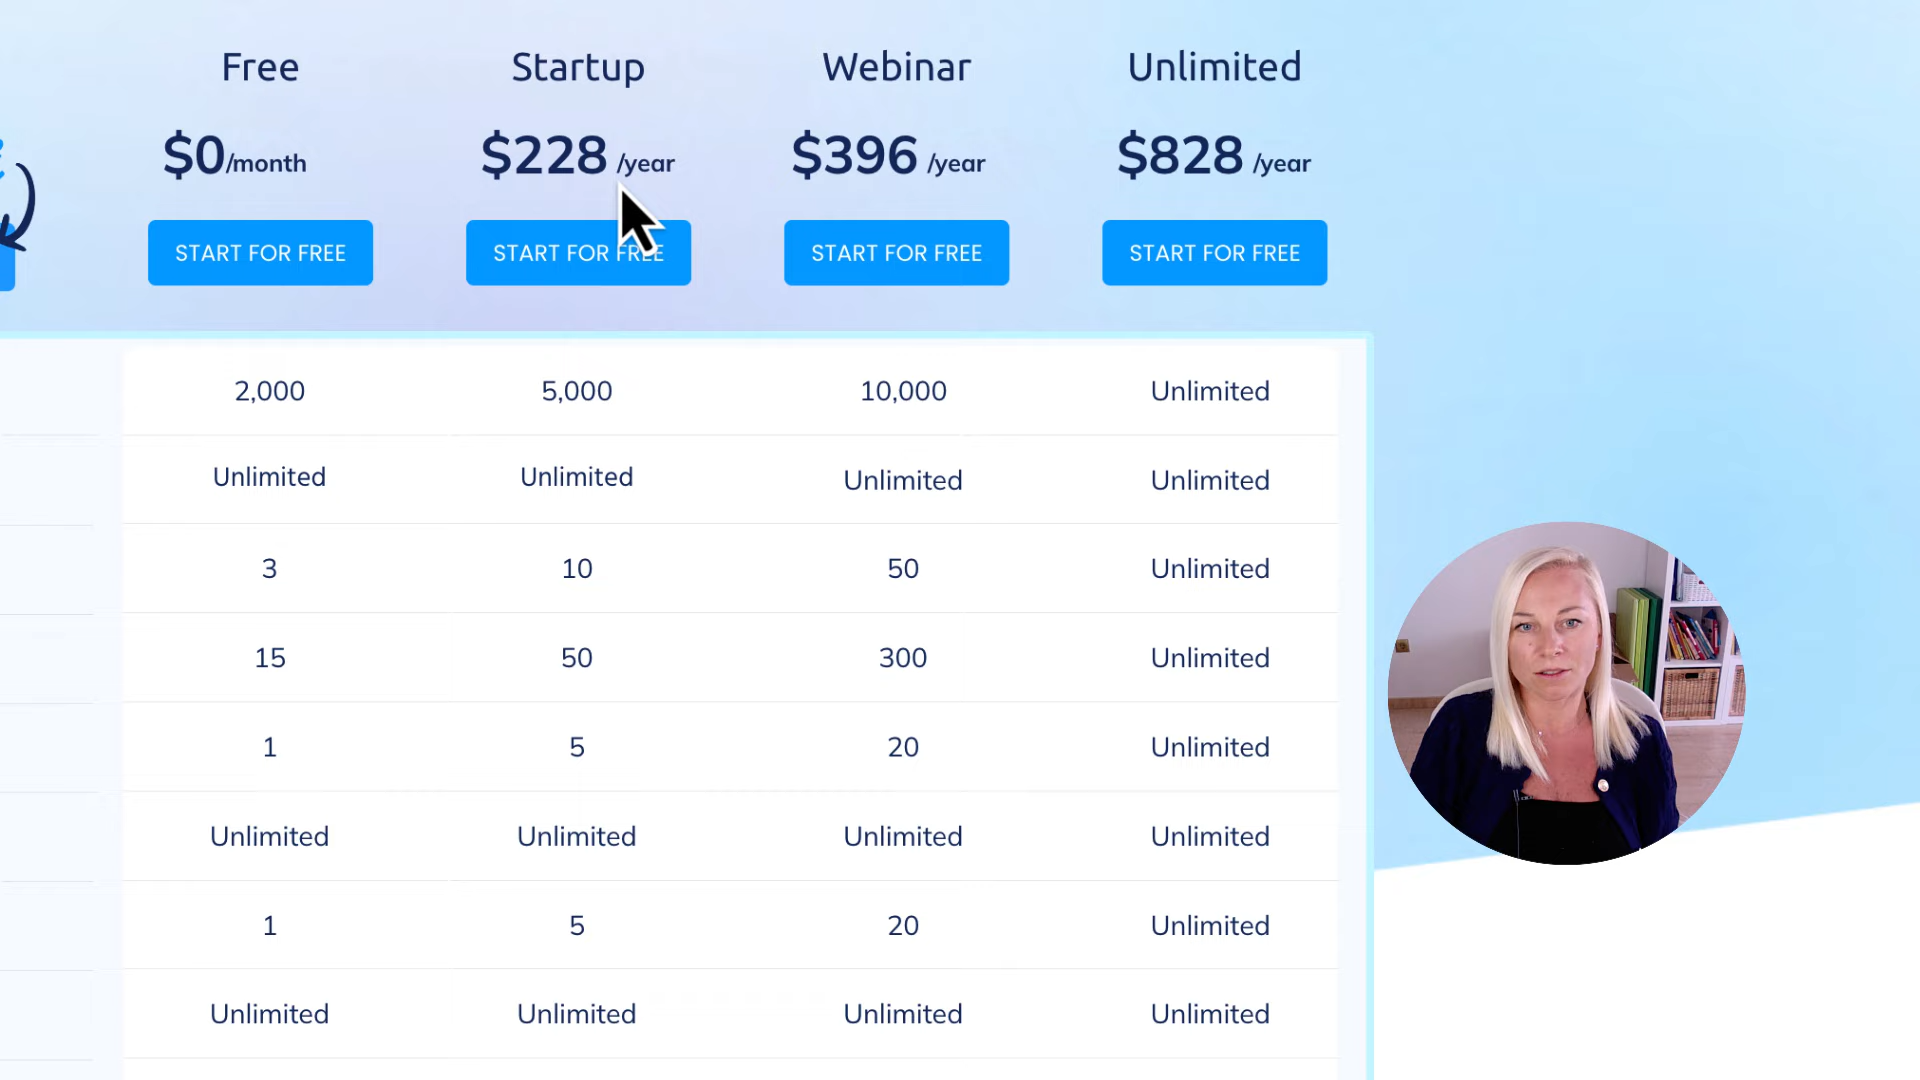 Free Startup Webinar Unlimited
$0/month $228 /year $396 /year $828 /year
START FOR FREE START FOR FREE START FOR FREE START FOR FREE
2,000 5,000 10,000 Unlimited
Unlimited Unlimited Unlimited Unlimited
3 10 50 Unlimited
15 50 300 Unlimited
1 5 20 Unlimited
Unlimited Unlimited Unlimited Unlimited
1 5 20 Unlimited
Unlimited Unlimited Unlimited Unlimited